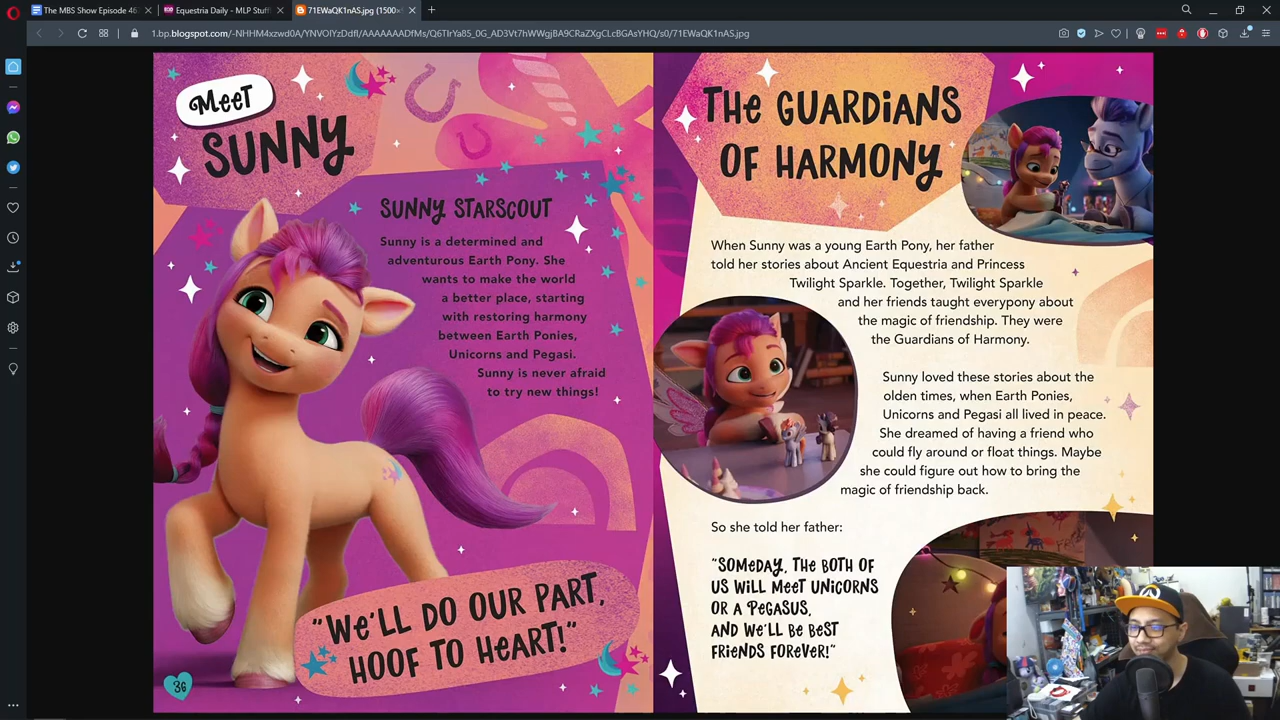 The MBS Show Episode 46
Equestria Daily - MLP Stuff
71EWaQK1nAS.jpg (1500×
1.bp.blogspot.com/-NHHM4xzwd0A/YNVOlYzDdfI/AAAAAAADfMs/Q6TIrYa85_0G_AD3Vt7hWWgjBA9CRaZXgCLcBGAsYHQ/s0/71EWaQK1nAS.jpg
Meet
SUNNY
SUNNY STARSCOUT
Sunny is a determined and
adventurous Earth Pony. She
wants to make the world
a better place, starting
with restoring harmony
between Earth Ponies,
Unicorns and Pegasi.
Sunny is never afraid
to try new things!
"We'LL DO OUR PART,
HOOF TO HeART!"
36
THe GUARDiANS
OF HARMONY
When Sunny was a young Earth Pony, her father
told her stories about Ancient Equestria and Princess
Twilight Sparkle. Together, Twilight Sparkle
and her friends taught everypony about
the magic of friendship. They were
the Guardians of Harmony.
Sunny loved these stories about the
olden times, when Earth Ponies,
Unicorns and Pegasi all lived in peace.
She dreamed of having a friend who
could fly around or float things. Maybe
she could figure out how to bring the
magic of friendship back.
So she told her father:
"SOMeDAY, THe BOTH OF
US WiLL MeeT UNiCORNS
OR A PeGASUS,
AND We'LL Be BeST
FRieNDS FOReVeR!"